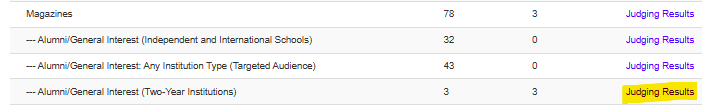 Magazines 78 3 Judging Results
--- Alumni/General Interest (Independent and International Schools) 32 0 Judging Results
--- Alumni/General Interest: Any Institution Type (Targeted Audience) 43 0 Judging Results
--- Alumni/General Interest (Two-Year Institutions) 3 3 Judging Results